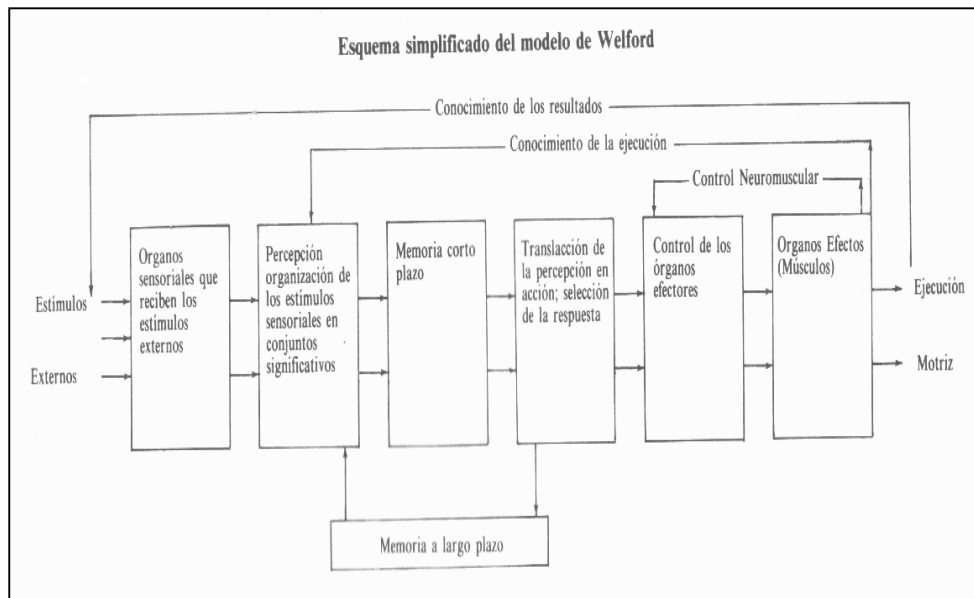 Esquema simplificado del modelo de Welford
Conocimiento de los resultados
Conocimiento de la ejecución
Control Neuromuscular
Estímulos
Externos
Organos
sensoriales que
reciben los
estímulos
externos
Percepción
organización de
los estímulos
sensoriales en
conjuntos
significativos
Memoria corto
plazo
Translacción de
la percepción en
acción; selección
de la respuesta
Control de los
órganos
efectores
Organos Efectos
(Músculos)
Ejecución
Motriz
Memoria a largo plazo